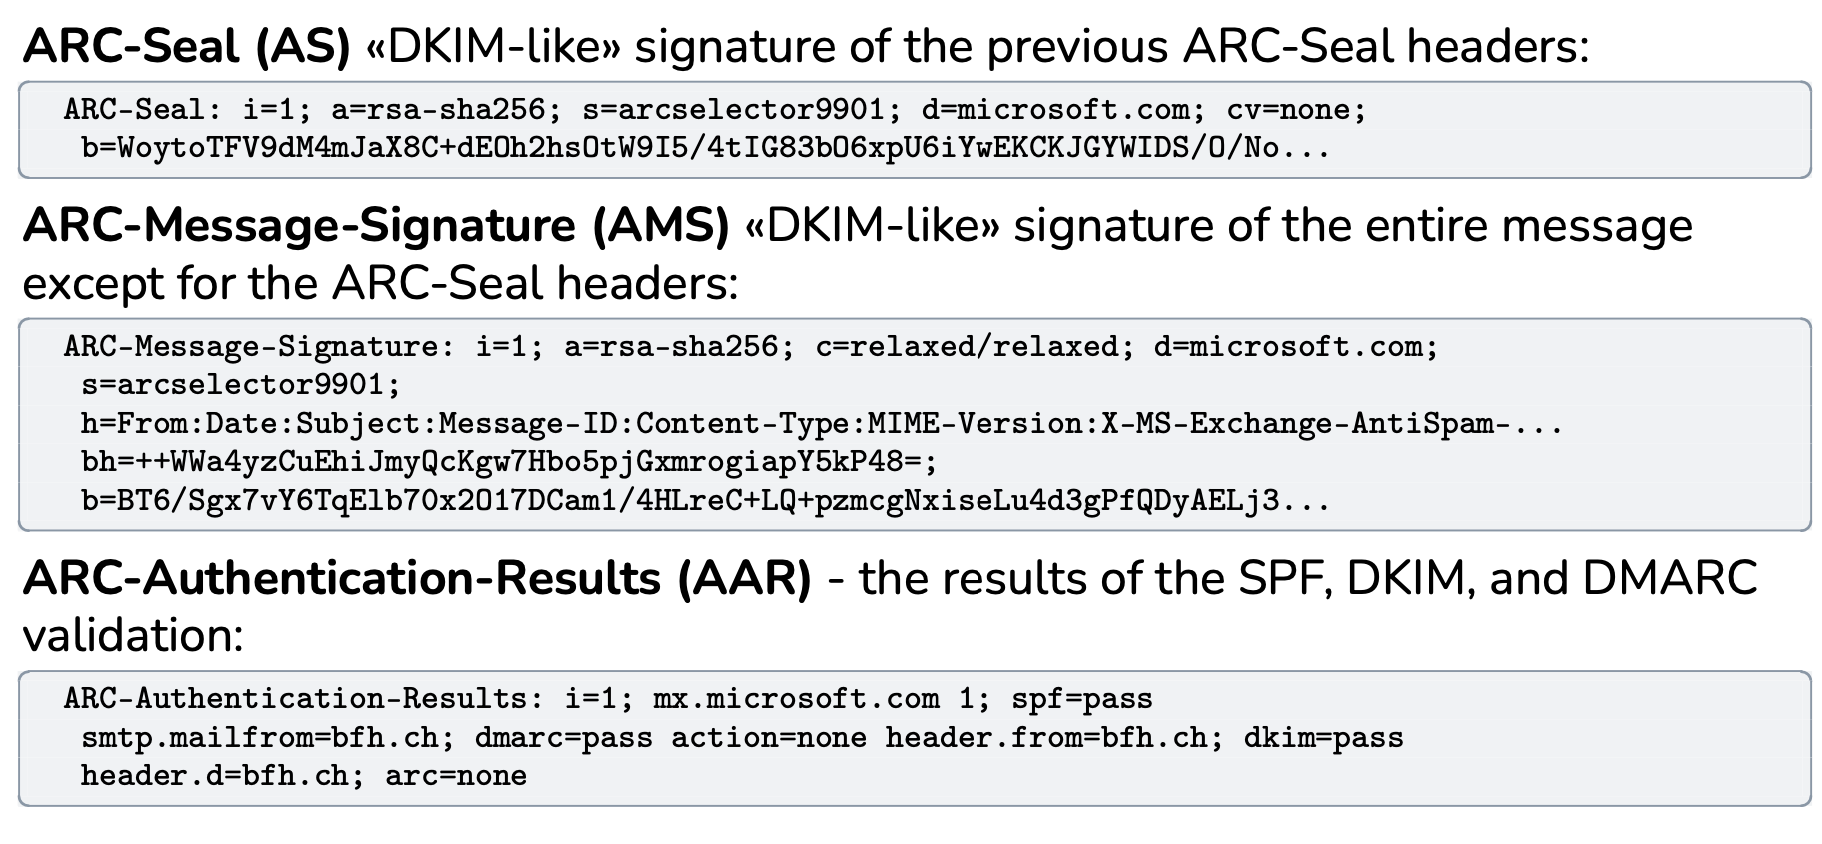 ARC-Seal (AS) «DKIM-like» signature of the previous ARC-Seal headers:
ARC-Seal: i=1; a=rsa-sha256; s=arcselector9901; d=microsoft.com; cv=none;
b=WoytoTFV9dM4mJaX8C+dEOh2hsOtW9I5/4tIG83bO6xpU6iYwEKCKJGYWIDS/O/No...
ARC-Message-Signature (AMS) «DKIM-like» signature of the entire message
except for the ARC-Seal headers:
ARC-Message-Signature: i=1; a=rsa-sha256; c=relaxed/relaxed; d=microsoft.com;
s=arcselector9901;
h=From:Date:Subject:Message-ID:Content-Type:MIME-Version:X-MS-Exchange-AntiSpam-...
bh=++WWa4yzCuEhiJmyQcKgw7Hbo5pjGxmrogiapY5kP48=;
b=BT6/Sgx7vY6TqElb70x2O17DCam1/4HLreC+LQ+pzmcgNxiseLu4d3gPfQDyAELj3...
ARC-Authentication-Results (AAR) - the results of the SPF, DKIM, and DMARC
validation:
ARC-Authentication-Results: i=1; mx.microsoft.com 1; spf=pass
smtp.mailfrom=bfh.ch; dmarc=pass action=none header.from=bfh.ch; dkim=pass
header.d=bfh.ch; arc=none